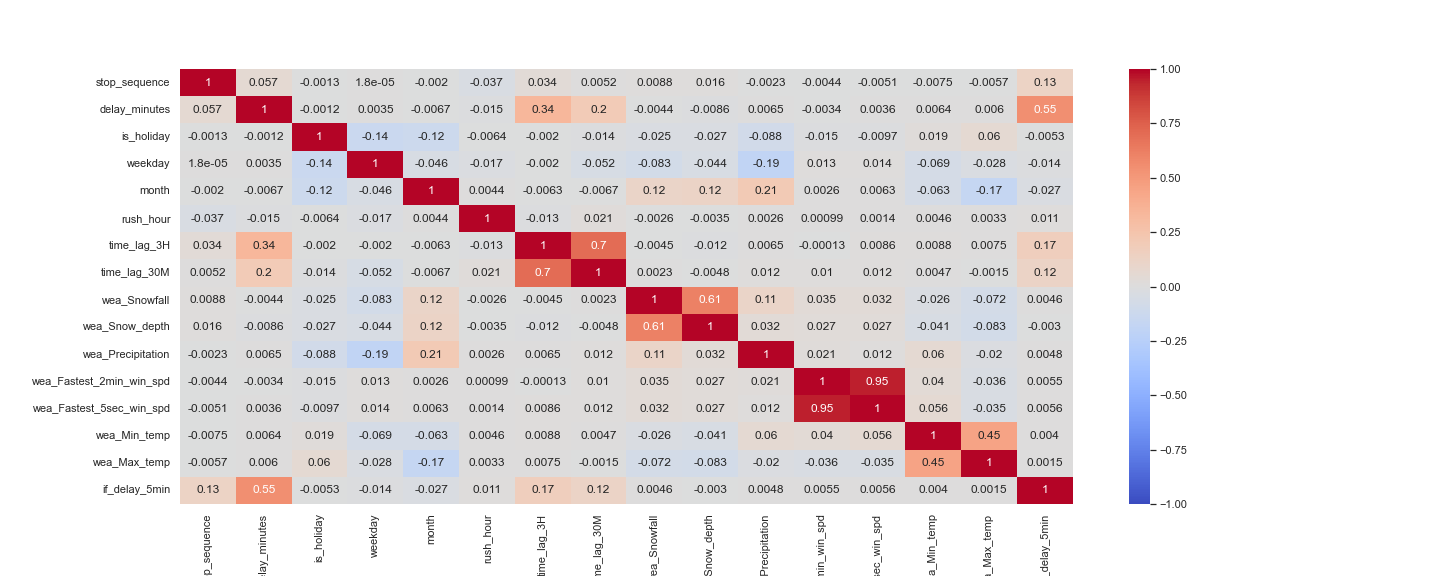 stop_sequence 1 0.057 -0.0013 1.8e-05 -0.002 -0.037 0.034 0.0052 0.0088 0.016 -0.0023 -0.0044 -0.0051 -0.0075 -0.0057 0.13
delay_minutes 0.057 1 -0.0012 0.0035 -0.0067 -0.015 0.34 0.2 -0.0044 -0.0086 0.0065 -0.0034 0.0036 0.0064 0.006 0.55
is_holiday -0.0013 -0.0012 1 -0.14 -0.12 -0.0064 -0.002 -0.014 -0.025 -0.027 -0.088 -0.015 -0.0097 0.019 0.06 -0.0053
weekday 1.8e-05 0.0035 -0.14 1 -0.046 -0.017 -0.002 -0.052 -0.083 -0.044 -0.19 0.013 0.014 -0.069 -0.028 -0.014
month -0.002 -0.0067 -0.12 -0.046 1 0.0044 -0.0063 -0.0067 0.12 0.12 0.21 0.0026 0.0063 -0.063 -0.17 -0.027
rush_hour -0.037 -0.015 -0.0064 -0.017 0.0044 1 -0.013 0.021 -0.0026 -0.0035 0.0026 0.00099 0.0014 0.0046 0.0033 0.011
time_lag_3H 0.034 0.34 -0.002 -0.002 -0.0063 -0.013 1 0.7 -0.0045 -0.012 0.0065 -0.00013 0.0086 0.0088 0.0075 0.17
time_lag_30M 0.0052 0.2 -0.014 -0.052 -0.0067 0.021 0.7 1 0.0023 -0.0048 0.012 0.01 0.012 0.0047 -0.0015 0.12
wea_Snowfall 0.0088 -0.0044 -0.025 -0.083 0.12 -0.0026 -0.0045 0.0023 1 0.61 0.11 0.035 0.032 -0.026 -0.072 0.0046
wea_Snow_depth 0.016 -0.0086 -0.027 -0.044 0.12 -0.0035 -0.012 -0.0048 0.61 1 0.032 0.027 0.027 -0.041 -0.083 -0.003
wea_Precipitation -0.0023 0.0065 -0.088 -0.19 0.21 0.0026 0.0065 0.012 0.11 0.032 1 0.021 0.012 0.06 -0.02 0.0048
wea_Fastest_2min_win_spd -0.0044 -0.0034 -0.015 0.013 0.0026 0.00099 -0.00013 0.01 0.035 0.027 0.021 1 0.95 0.04 -0.036 0.0055
wea_Fastest_5sec_win_spd -0.0051 0.0036 -0.0097 0.014 0.0063 0.0014 0.0086 0.012 0.032 0.027 0.012 0.95 1 0.056 -0.035 0.0056
wea_Min_temp -0.0075 0.0064 0.019 -0.069 -0.063 0.0046 0.0088 0.0047 -0.026 -0.041 0.06 0.04 0.056 1 0.45 0.004
wea_Max_temp -0.0057 0.006 0.06 -0.028 -0.17 0.0033 0.0075 -0.0015 -0.072 -0.083 -0.02 -0.036 -0.035 0.45 1 0.0015
if_delay_5min 0.13 0.55 -0.0053 -0.014 -0.027 0.011 0.17 0.12 0.0046 -0.003 0.0048 0.0055 0.0056 0.004 0.0015 1
p_sequence
elay_minutes
is_holiday
weekday
month
rush_hour
time_lag_3H
me_lag_30M
ea_Snowfall
Snow_depth
Precipitation
min_win_spd
sec_win_spd
a_Min_temp
a_Max_temp
_delay_5min
1.00
0.75
0.50
0.25
0.00
−0.25
−0.50
−0.75
−1.00